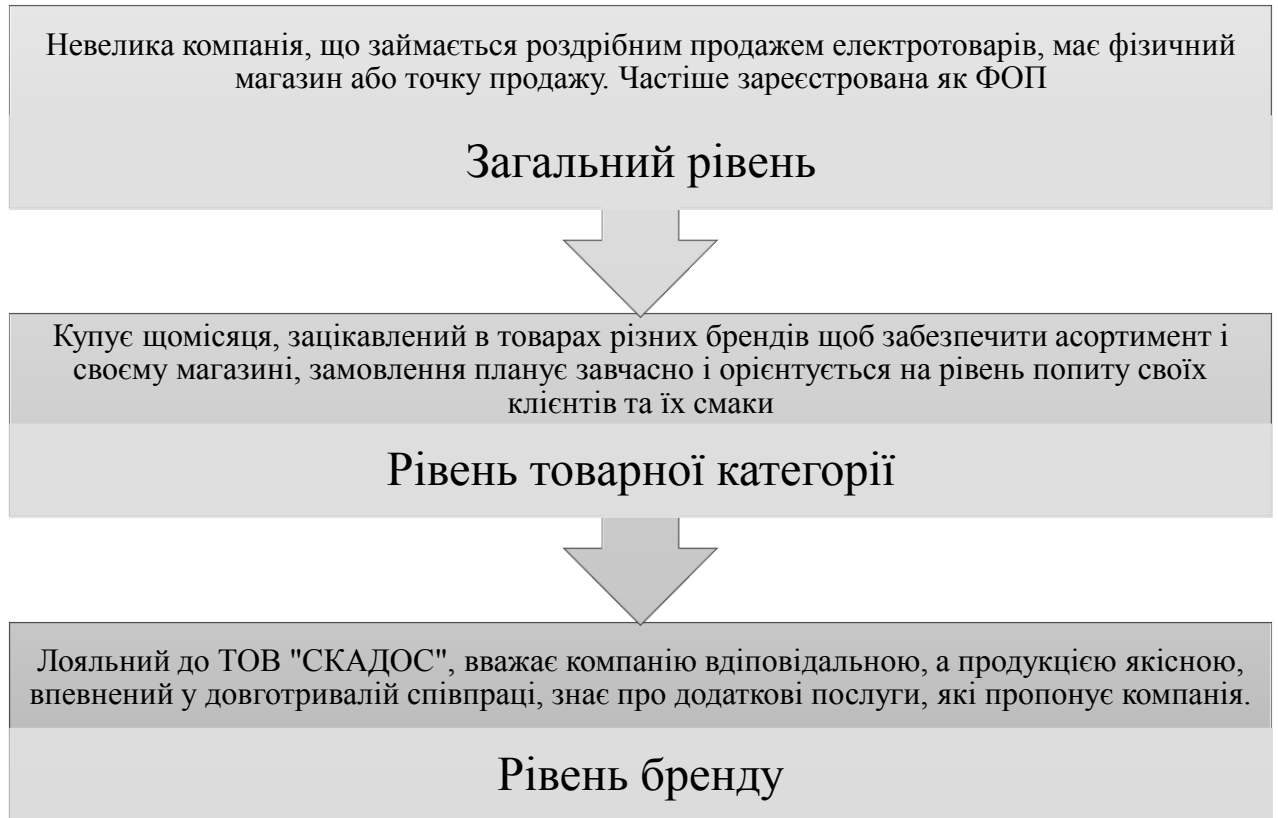 Невелика компанія, що займається роздрібним продажем електротоварів, має фізичний
магазин або точку продажу. Частіше зареєстрована як ФОП
Загальний рівень
Купує щомісяця, зацікавлений в товарах різних брендів щоб забезпечити асортимент і
своєму магазині, замовлення планує завчасно і орієнтується на рівень попиту своїх
клієнтів та їх смаки
Рівень товарної категорії
Лояльний до ТОВ "СКАДОС", вважає компанію вдіповідальною, а продукцією якісною,
впевнений у довготривалій співпраці, знає про додаткові послуги, які пропонує компанія.
Рівень бренду